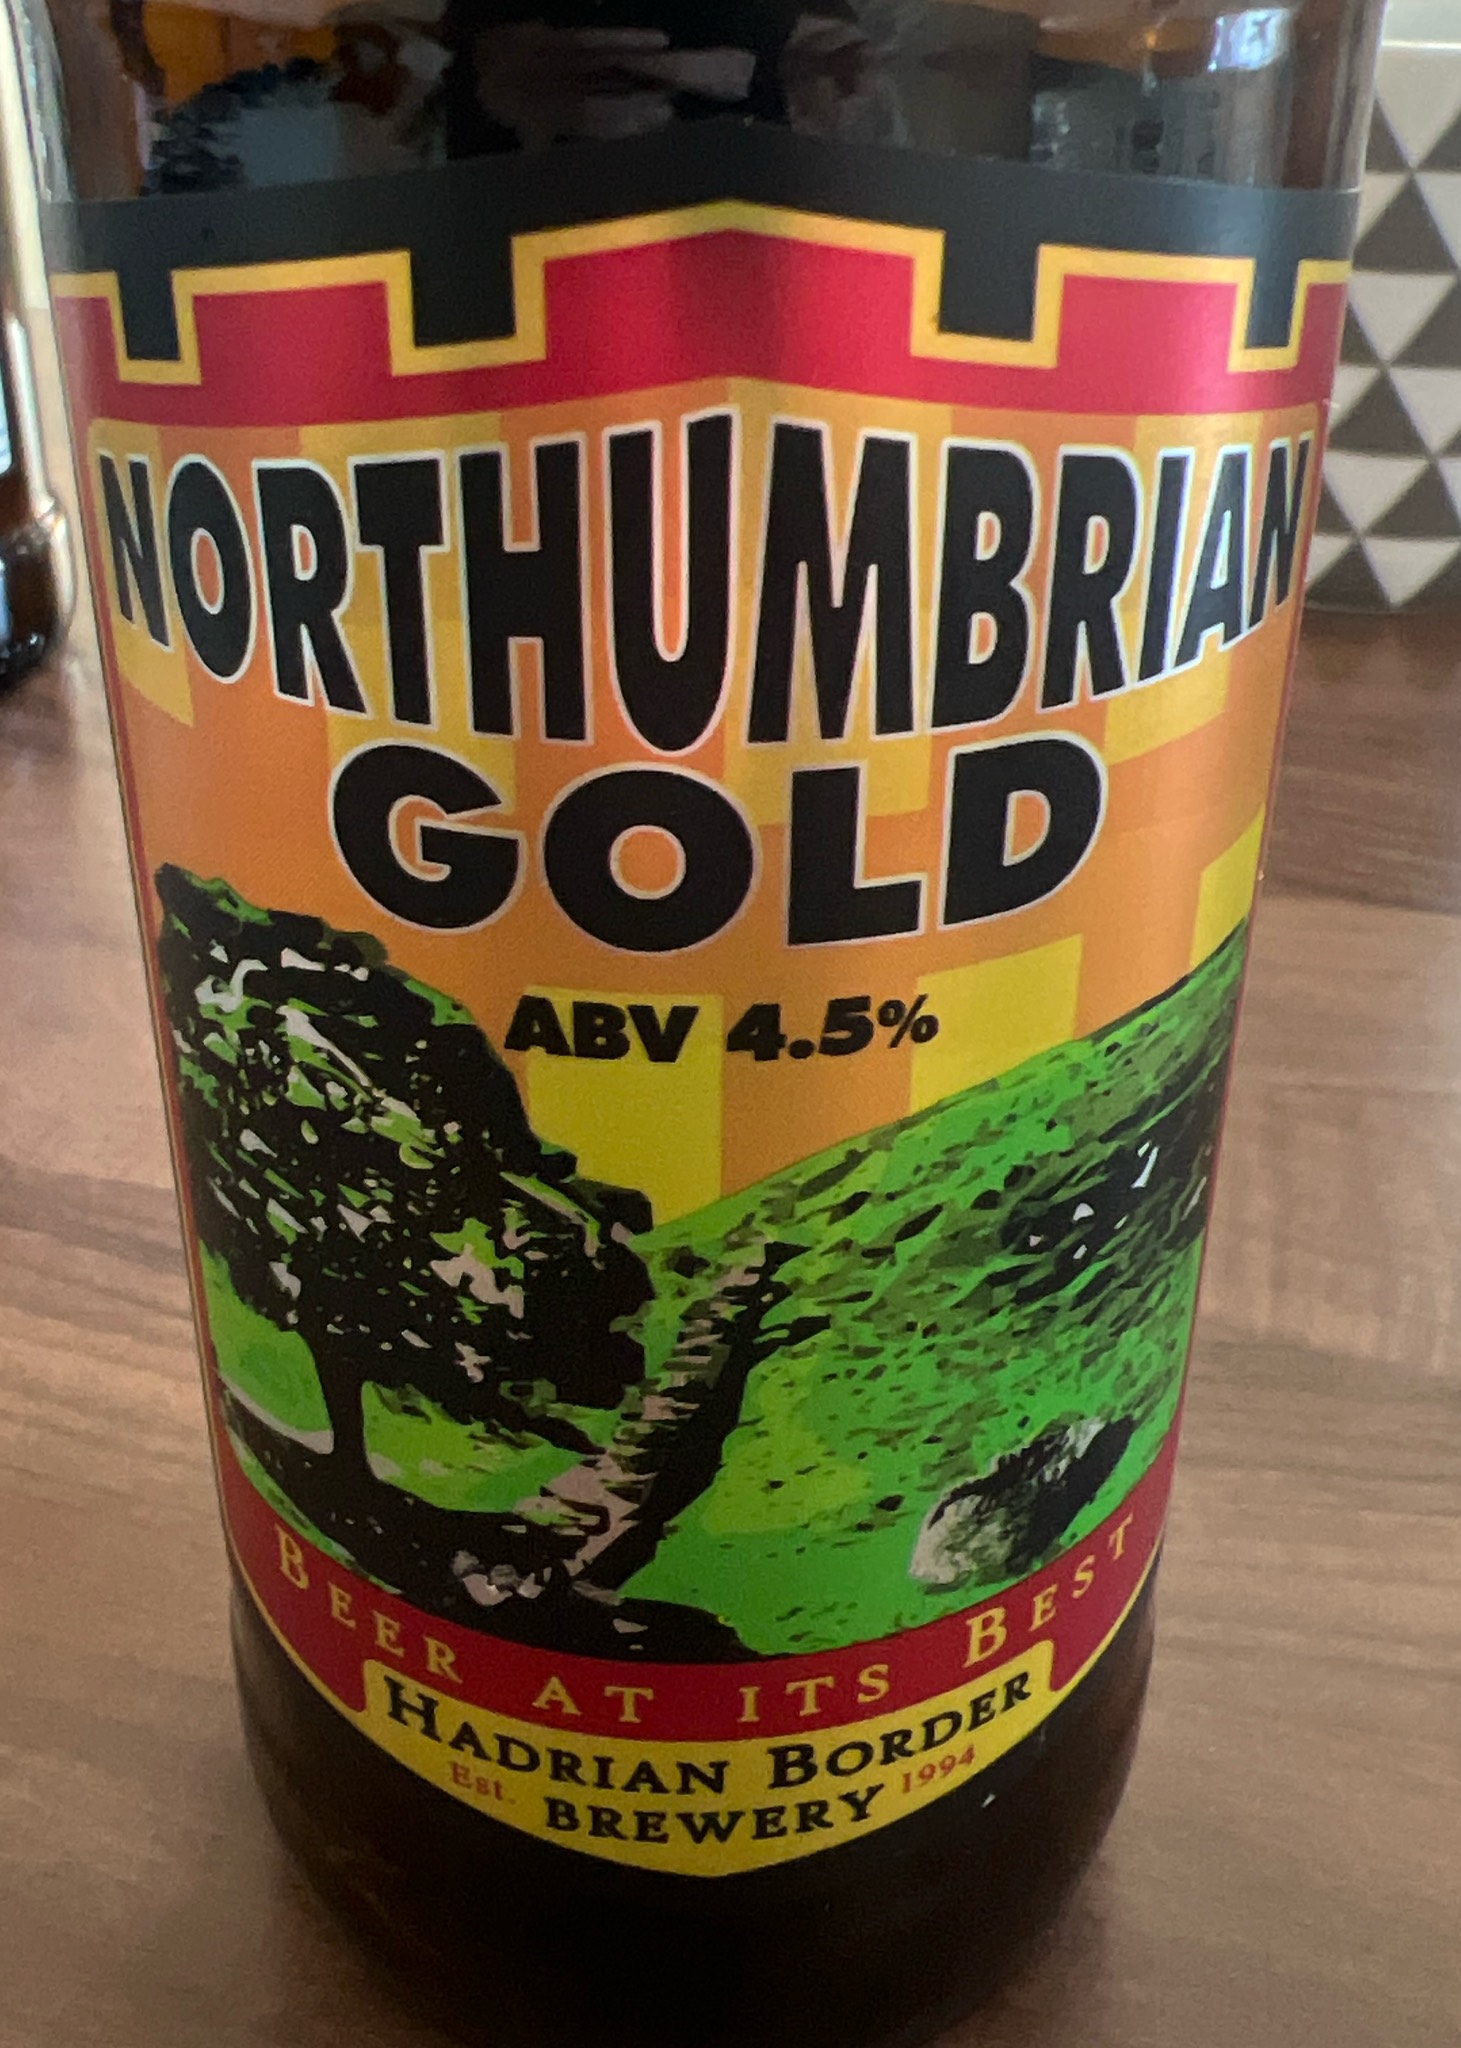 NORTHUMBRIAN
GOLD
ABV 4.5%
BEER AT ITS BEST
HADRIAN BORDER
Est. BREWERY 1994